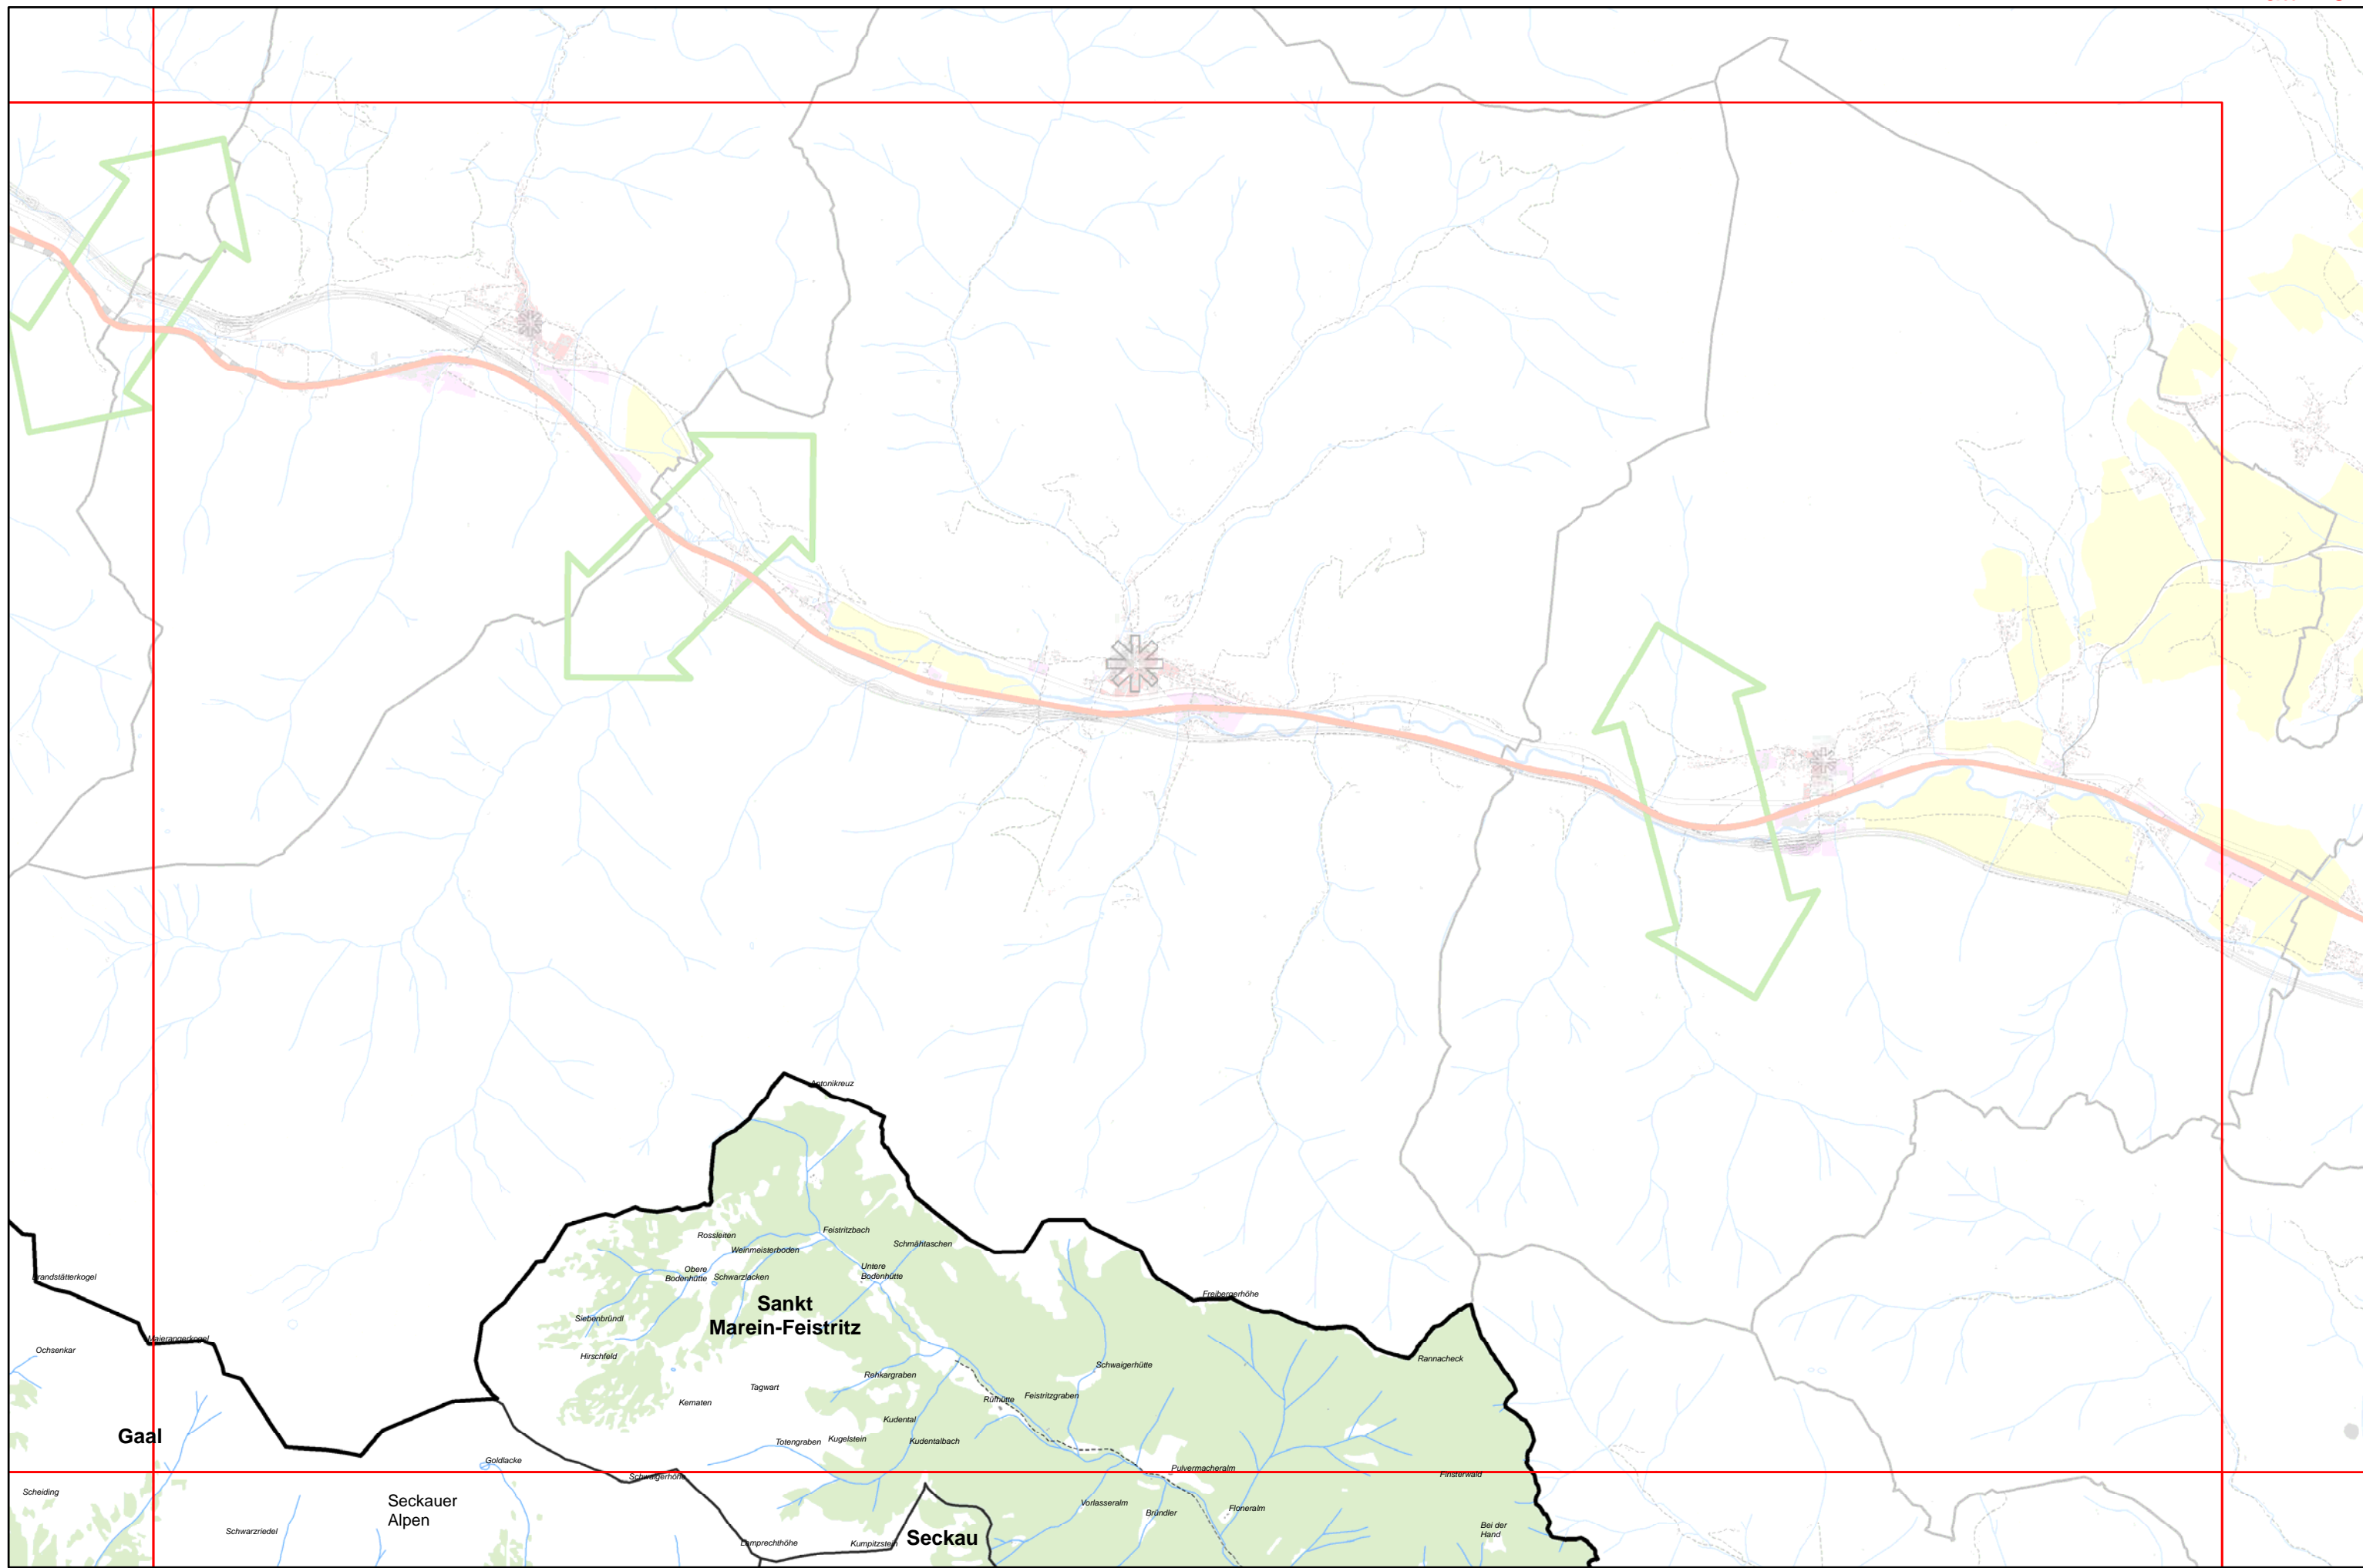 Antonikreuz
Feistritzbach
Rossleiten
Schmähtaschen
Weinmeisterboden
Obere
Bodenhütte
Schwarzlacken
Untere
Bodenhütte
Brandstätterkogel
Sankt
Marein-Feistritz
Freibergerhöhe
Siebenbründl
Maierangerkogel
Ochsenkar
Hirschfeld
Rannacheck
Schwaigerhütte
Rehkargraben
Tagwart
Feistritzgraben
Kematen
Rüfhütte
Kudental
Gaal
Totengraben
Kugelstein
Kudentalbach
Goldlacke
Pulvermacheralm
Schwaigerhöhe
Finsterwald
Scheiding
Seckauer
Alpen
Vorlasseralm
Bründler
Floneralm
Schwarzriedel
Bei der
Hand
Seckau
Lamprechthöhe
Kumpitzstein